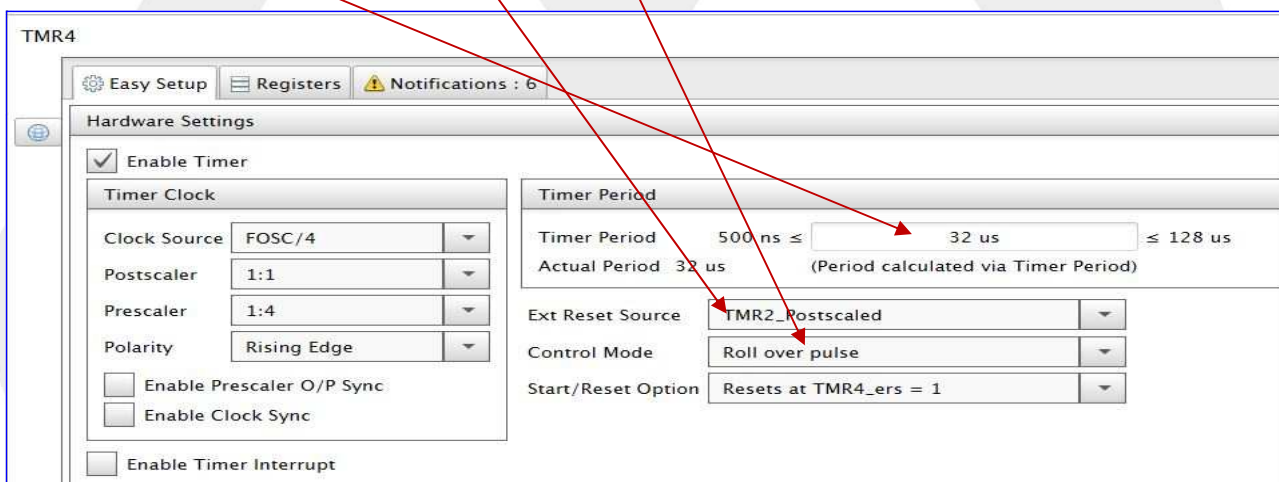 TMR4
Easy Setup Registers Notifications : 6
Hardware Settings
Enable Timer
Timer Clock
Clock Source FOSC/4
Postscaler 1:1
Prescaler 1:4
Polarity Rising Edge
Enable Prescaler O/P Sync
Enable Clock Sync
Enable Timer Interrupt
Timer Period
Timer Period 500 ns ≤ 32 us ≤ 128 us
Actual Period 32 us (Period calculated via Timer Period)
Ext Reset Source TMR2_Postscaled
Control Mode Roll over pulse
Start/Reset Option Resets at TMR4_ers = 1